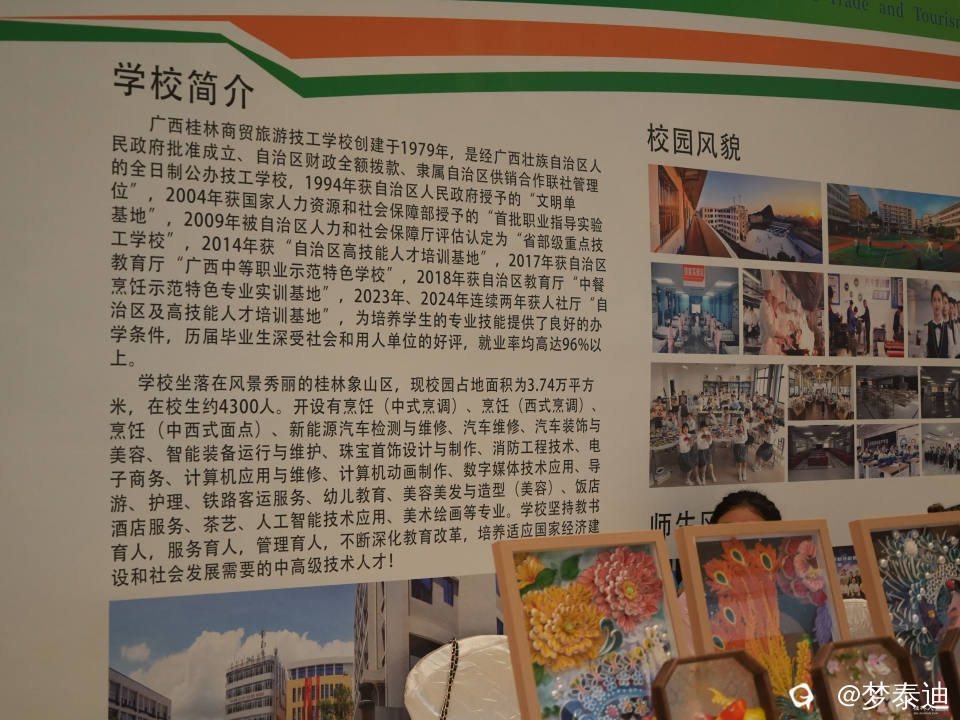 Trade and Tourism
学校简介
广西桂林商贸旅游技工学校创建于1979年，是经广西壮族自治区人
民政府批准成立、自治区财政全额拨款、隶属自治区供销合作联社管理
的全日制公办技工学校，1994年获自治区人民政府授予的“文明单
位”，2004年获国家人力资源和社会保障部授予的“首批职业指导实验
基地”，2009年被自治区人力和社会保障厅评估认定为“省部级重点技
工学校”，2014年获“自治区高技能人才培训基地”，2017年获自治区
教育厅“广西中等职业示范特色学校”，2018年获自治区教育厅“中餐
烹饪示范特色专业实训基地”，2023年、2024年连续两年获人社厅“自
治区及高技能人才培训基地”，为培养学生的专业技能提供了良好的办
学条件，历届毕业生深受社会和用人单位的好评，就业率均高达96%以
上。
学校坐落在风景秀丽的桂林象山区，现校园占地面积为3.74万平方
米，在校生约4300人。开设有烹饪（中式烹调）、烹饪（西式烹调）、
烹饪（中西式面点）、新能源汽车检测与维修、汽车维修、汽车装饰与
美容、智能装备运行与维护、珠宝首饰设计与制作、消防工程技术、电
子商务、计算机应用与维修、计算机动画制作、数字媒体技术应用、导
游、护理、铁路客运服务、幼儿教育、美容美发与造型（美容）、饭店
酒店服务、茶艺、人工智能技术应用、美术绘画等专业。学校坚持教书
育人，服务育人，管理育人，不断深化教育改革，培养适应国家经济建
设和社会发展需要的中高级技术人才！
校园风貌
师生风
@梦泰迪